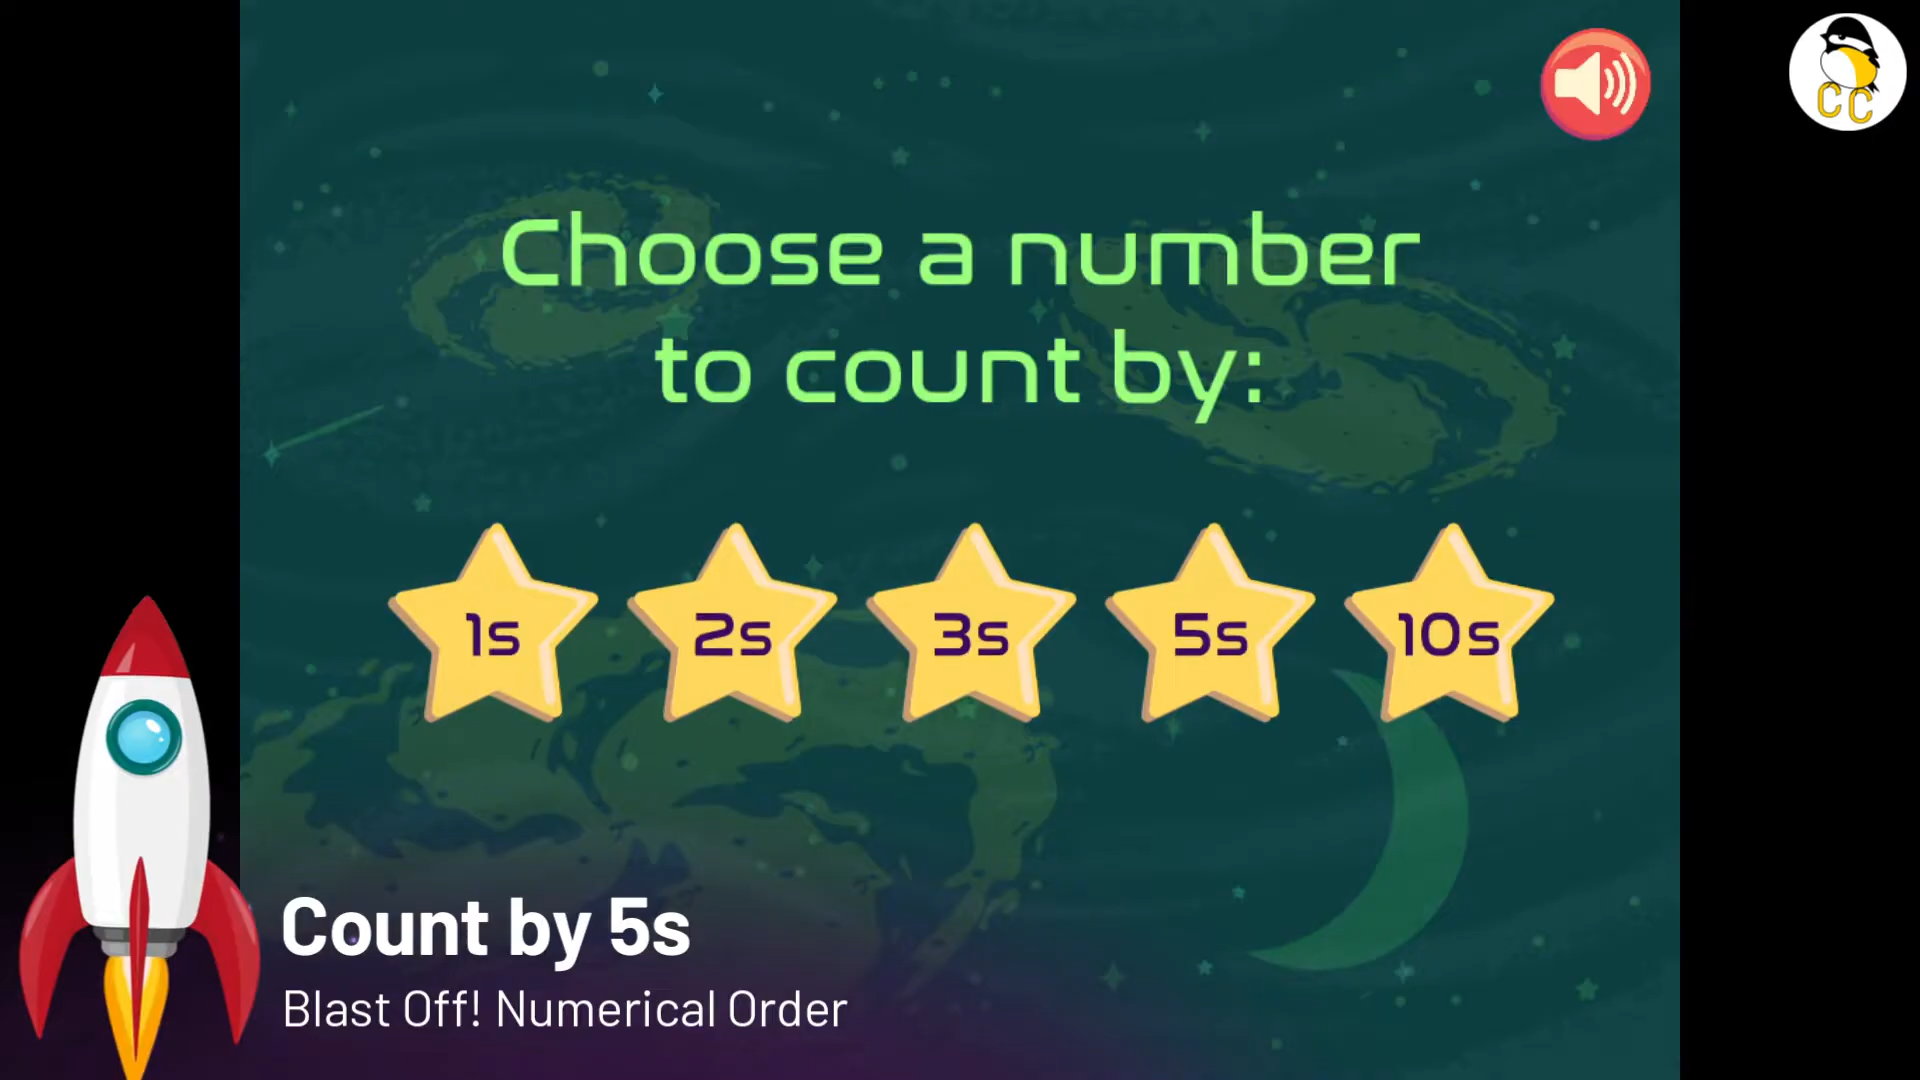 CC
Choose a number
to count by:
1s 2s 3s 5s 10s
Count by 5s
Blast Off! Numerical Order